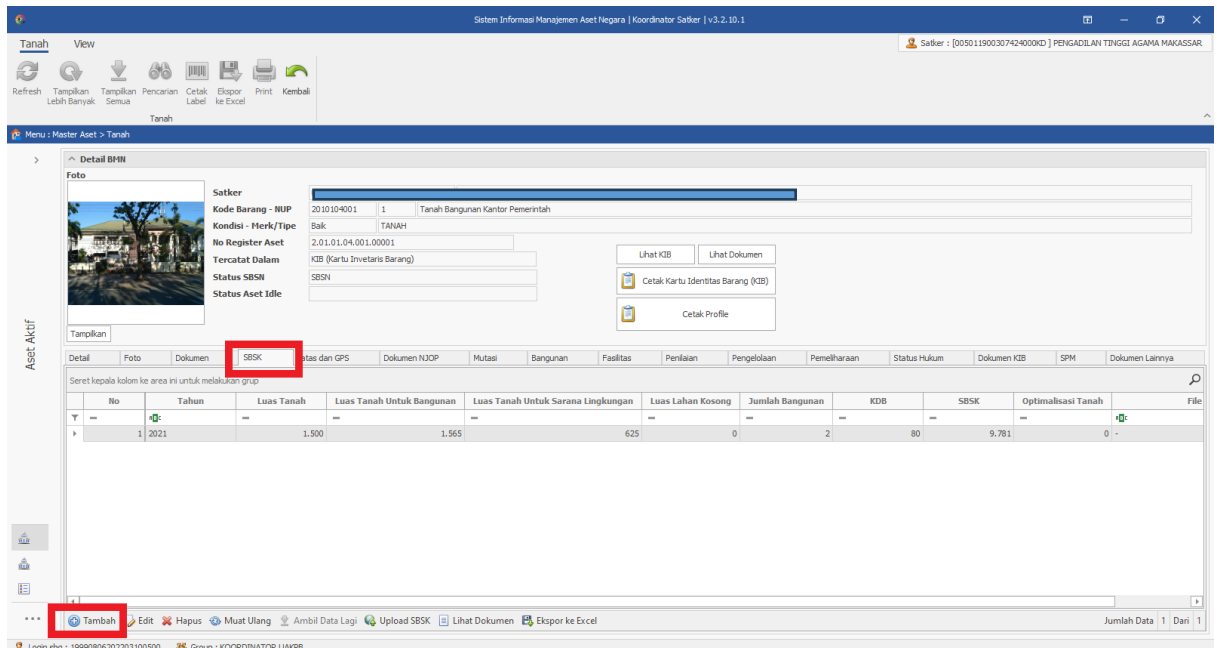 Sistem Informasi Manajemen Aset Negara | Koordinator Satker | v3.2.10.1
Tanah View
Satker : [005011900307424000KD ] PENGADILAN TINGGI AGAMA MAKASSAR
Refresh
Tampilkan Lebih Banyak
Tampilkan Semua
Pencarian
Cetak Label
Ekspor ke Excel
Print
Kembali
Tanah
Menu : Master Aset > Tanah
Detail BMN
Foto
Satker
Kode Barang - NUP 2010104001 1 Tanah Bangunan Kantor Pemerintah
Kondisi - Merk/Tipe Baik TANAH
No Register Aset 2.01.01.04.001.00001
Tercatat Dalam KIB (Kartu Invetaris Barang)
Status SBSN SBSN
Status Aset Idle
Lihat KIB Lihat Dokumen
Cetak Kartu Identitas Barang (KIB)
Cetak Profile
Tampilkan
Aset Aktif
Detail Foto Dokumen SBSK atas dan GPS Dokumen NJOP Mutasi Bangunan Fasilitas Penilaian Pengelolaan Pemeliharaan Status Hukum Dokumen KIB SPM Dokumen Lainnya
Seret kepala kolom ke area ini untuk melakukan grup
No Tahun Luas Tanah Luas Tanah Untuk Bangunan Luas Tanah Untuk Sarana Lingkungan Luas Lahan Kosong Jumlah Bangunan KDB SBSK Optimalisasi Tanah File
1 2021 1.500 1.565 625 0 2 80 9.781 0 -
Tambah Edit Hapus Muat Ulang Ambil Data Lagi Upload SBSK Lihat Dokumen Ekspor ke Excel Jumlah Data 1 Dari 1
Login sbg : 19990806202203100500 Group : KOORDINATOR UAKPB